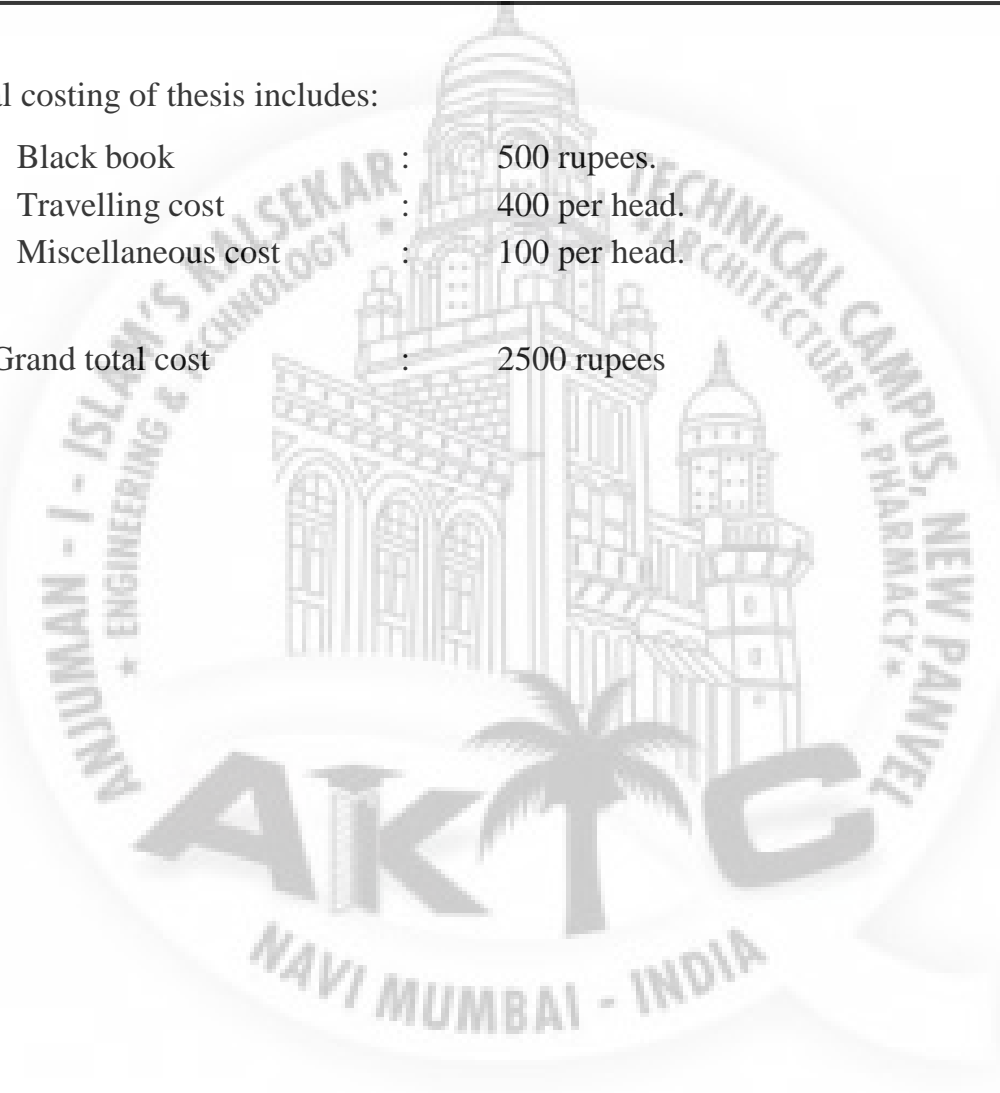 al costing of thesis includes:
Black book : 500 rupees.
Travelling cost : 400 per head.
Miscellaneous cost : 100 per head.
Grand total cost : 2500 rupees
ANJUMAN - I - ISLAM'S KALSEKAR TECHNICAL CAMPUS, NEW PANVEL
* ENGINEERING & TECHNOLOGY * * ARCHITECTURE * PHARMACY *
AKTC
NAVI MUMBAI - INDIA